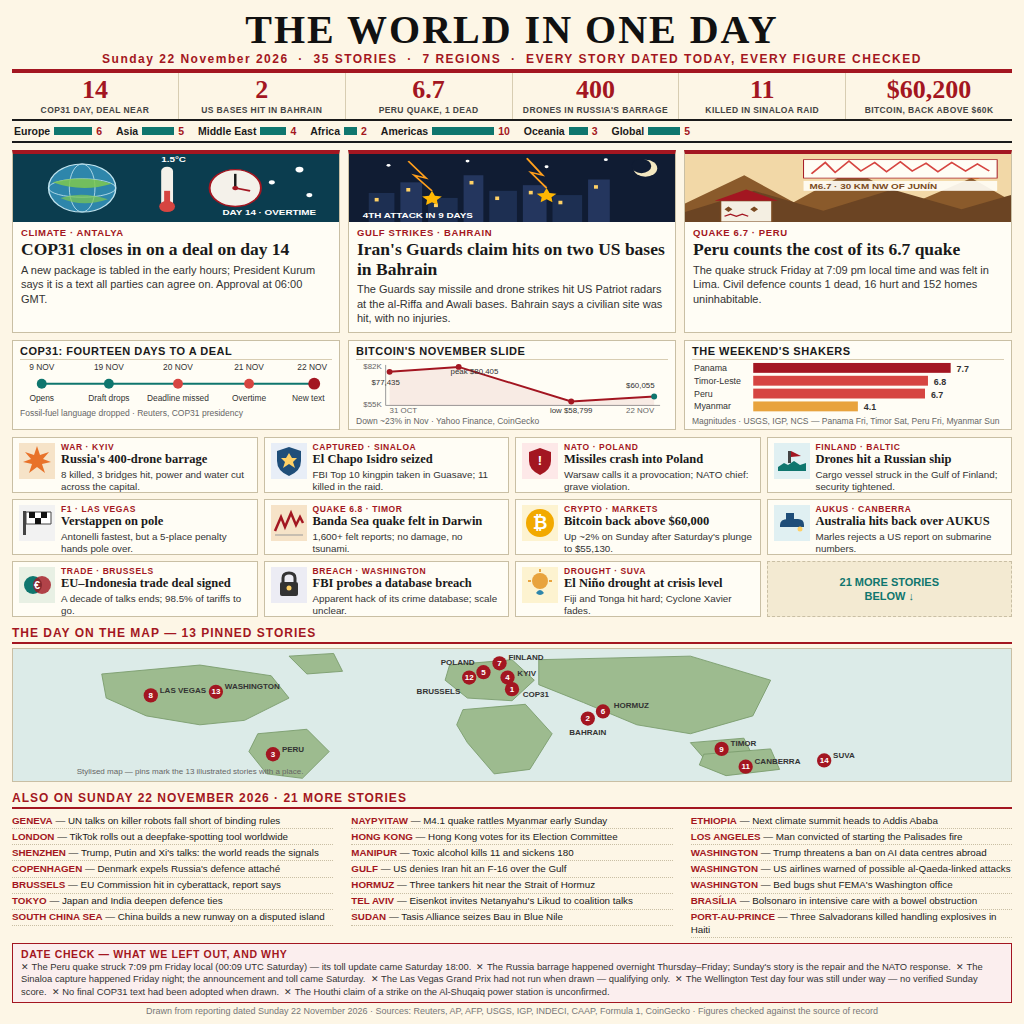 THE WORLD IN ONE DAY
Sunday 22 November 2026 · 35 STORIES · 7 REGIONS · EVERY STORY DATED TODAY, EVERY FIGURE CHECKED
14
COP31 DAY, DEAL NEAR
2
US BASES HIT IN BAHRAIN
6.7
PERU QUAKE, 1 DEAD
400
DRONES IN RUSSIA'S BARRAGE
11
KILLED IN SINALOA RAID
$60,200
BITCOIN, BACK ABOVE $60K
Europe 6 Asia 5 Middle East 4 Africa 2 Americas 10 Oceania 3 Global 5
1.5°C
DAY 14 · OVERTIME
CLIMATE · ANTALYA
COP31 closes in on a deal on day 14
A new package is tabled in the early hours; President Kurum
says it is a text all parties can agree on. Approval at 06:00
GMT.
4TH ATTACK IN 9 DAYS
GULF STRIKES · BAHRAIN
Iran's Guards claim hits on two US bases
in Bahrain
The Guards say missile and drone strikes hit US Patriot radars
at the al-Riffa and Awali bases. Bahrain says a civilian site was
hit, with no injuries.
M6.7 · 30 KM NW OF JUNÍN
QUAKE 6.7 · PERU
Peru counts the cost of its 6.7 quake
The quake struck Friday at 7:09 pm local time and was felt in
Lima. Civil defence counts 1 dead, 16 hurt and 152 homes
uninhabitable.
COP31: FOURTEEN DAYS TO A DEAL
9 NOV 19 NOV 20 NOV 21 NOV 22 NOV
Opens Draft drops Deadline missed Overtime New text
Fossil-fuel language dropped · Reuters, COP31 presidency
BITCOIN'S NOVEMBER SLIDE
$82K
peak $80,405
$77,435
$60,055
$55K
31 OCT low $58,799 22 NOV
Down ~23% in Nov · Yahoo Finance, CoinGecko
THE WEEKEND'S SHAKERS
Panama 7.7
Timor-Leste 6.8
Peru 6.7
Myanmar 4.1
Magnitudes · USGS, IGP, NCS — Panama Fri, Timor Sat, Peru Fri, Myanmar Sun
WAR · KYIV
Russia's 400-drone barrage
8 killed, 3 bridges hit, power and water cut
across the capital.
CAPTURED · SINALOA
El Chapo Isidro seized
FBI Top 10 kingpin taken in Guasave; 11
killed in the raid.
!
NATO · POLAND
Missiles crash into Poland
Warsaw calls it a provocation; NATO chief:
grave violation.
FINLAND · BALTIC
Drones hit a Russian ship
Cargo vessel struck in the Gulf of Finland;
security tightened.
F1 · LAS VEGAS
Verstappen on pole
Antonelli fastest, but a 5-place penalty
hands pole over.
QUAKE 6.8 · TIMOR
Banda Sea quake felt in Darwin
1,600+ felt reports; no damage, no
tsunami.
₿
CRYPTO · MARKETS
Bitcoin back above $60,000
Up ~2% on Sunday after Saturday's plunge
to $55,130.
AUKUS · CANBERRA
Australia hits back over AUKUS
Marles rejects a US report on submarine
numbers.
€
TRADE · BRUSSELS
EU–Indonesia trade deal signed
A decade of talks ends; 98.5% of tariffs to
go.
BREACH · WASHINGTON
FBI probes a database breach
Apparent hack of its crime database; scale
unclear.
DROUGHT · SUVA
El Niño drought at crisis level
Fiji and Tonga hit hard; Cyclone Xavier
fades.
21 MORE STORIES
BELOW ↓
THE DAY ON THE MAP — 13 PINNED STORIES
POLAND 5
7 FINLAND
12 BRUSSELS
4 KYIV
1 COP31
8 LAS VEGAS
13 WASHINGTON
6 HORMUZ
2 BAHRAIN
3 PERU
9 TIMOR
11 CANBERRA
14 SUVA
Stylised map — pins mark the 13 illustrated stories with a place.
ALSO ON SUNDAY 22 NOVEMBER 2026 · 21 MORE STORIES
GENEVA — UN talks on killer robots fall short of binding rules
LONDON — TikTok rolls out a deepfake-spotting tool worldwide
SHENZHEN — Trump, Putin and Xi's talks: the world reads the signals
COPENHAGEN — Denmark expels Russia's defence attaché
BRUSSELS — EU Commission hit in cyberattack, report says
TOKYO — Japan and India deepen defence ties
SOUTH CHINA SEA — China builds a new runway on a disputed island
NAYPYITAW — M4.1 quake rattles Myanmar early Sunday
HONG KONG — Hong Kong votes for its Election Committee
MANIPUR — Toxic alcohol kills 11 and sickens 180
GULF — US denies Iran hit an F-16 over the Gulf
HORMUZ — Three tankers hit near the Strait of Hormuz
TEL AVIV — Eisenkot invites Netanyahu's Likud to coalition talks
SUDAN — Tasis Alliance seizes Bau in Blue Nile
ETHIOPIA — Next climate summit heads to Addis Ababa
LOS ANGELES — Man convicted of starting the Palisades fire
WASHINGTON — Trump threatens a ban on AI data centres abroad
WASHINGTON — US airlines warned of possible al-Qaeda-linked attacks
WASHINGTON — Bed bugs shut FEMA's Washington office
BRASÍLIA — Bolsonaro in intensive care with a bowel obstruction
PORT-AU-PRINCE — Three Salvadorans killed handling explosives in
Haiti
DATE CHECK — WHAT WE LEFT OUT, AND WHY
✕ The Peru quake struck 7:09 pm Friday local (00:09 UTC Saturday) — its toll update came Saturday 18:00. ✕ The Russia barrage happened overnight Thursday–Friday; Sunday's story is the repair and the NATO response. ✕ The
Sinaloa capture happened Friday night; the announcement and toll came Saturday. ✕ The Las Vegas Grand Prix had not run when drawn — qualifying only. ✕ The Wellington Test day four was still under way — no verified Sunday
score. ✕ No final COP31 text had been adopted when drawn. ✕ The Houthi claim of a strike on the Al-Shuqaiq power station is unconfirmed.
Drawn from reporting dated Sunday 22 November 2026 · Sources: Reuters, AP, AFP, USGS, IGP, INDECI, CAAP, Formula 1, CoinGecko · Figures checked against the source of record